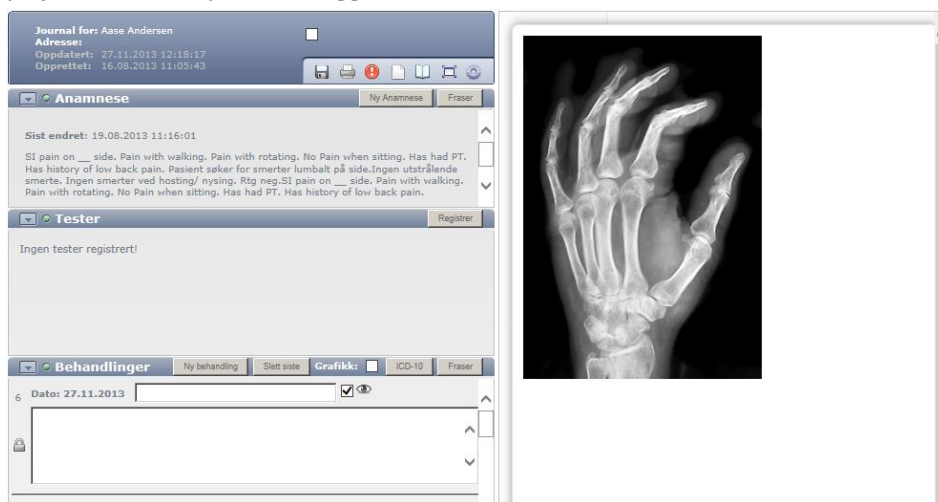 Journal for: Aase Andersen
Adresse:
Oppdatert: 27.11.2013 12:18:17
Opprettet: 16.08.2013 11:05:43
Anamnese
Ny Anamnese
Fraser
Sist endret: 19.08.2013 11:16:01
SI pain on __ side. Pain with walking. Pain with rotating. No Pain when sitting. Has had PT.
Has history of low back pain. Pasient søker for smerter lumbalt på side.Ingen utstrålende
smerte. Ingen smerter ved hosting/ nysing. Rtg neg.SI pain on __ side. Pain with walking.
Pain with rotating. No Pain when sitting. Has had PT. Has history of low back pain.
Tester
Registrer
Ingen tester registrert!
Behandlinger
Ny behandling
Slett siste
Grafikk:
ICD-10
Fraser
6 Dato: 27.11.2013